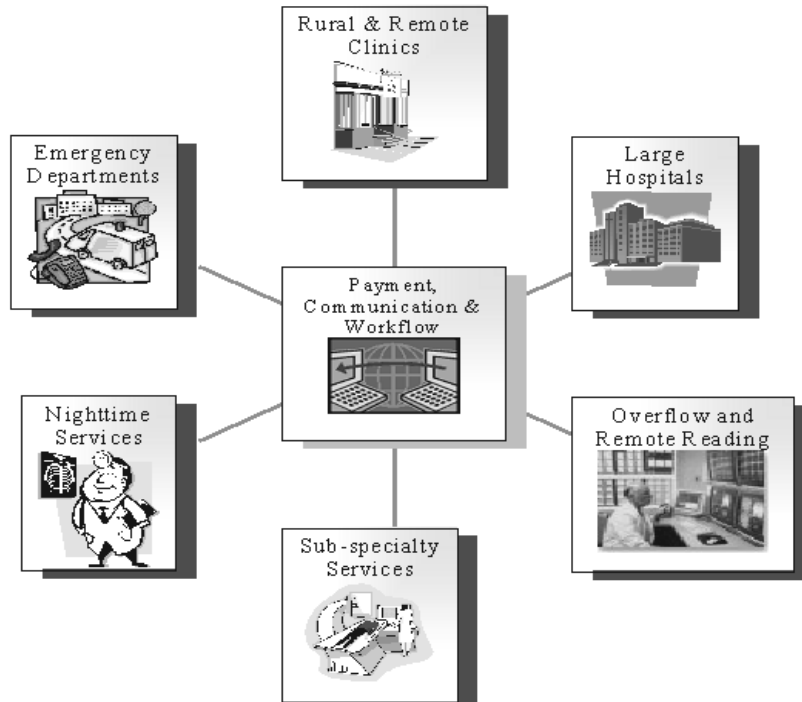 Rural & Remote
Clinics
Emergency
Departments
Large
Hospitals
Payment,
Communication &
Workflow
Nighttime
Services
Overflow and
Remote Reading
Sub-specialty
Services